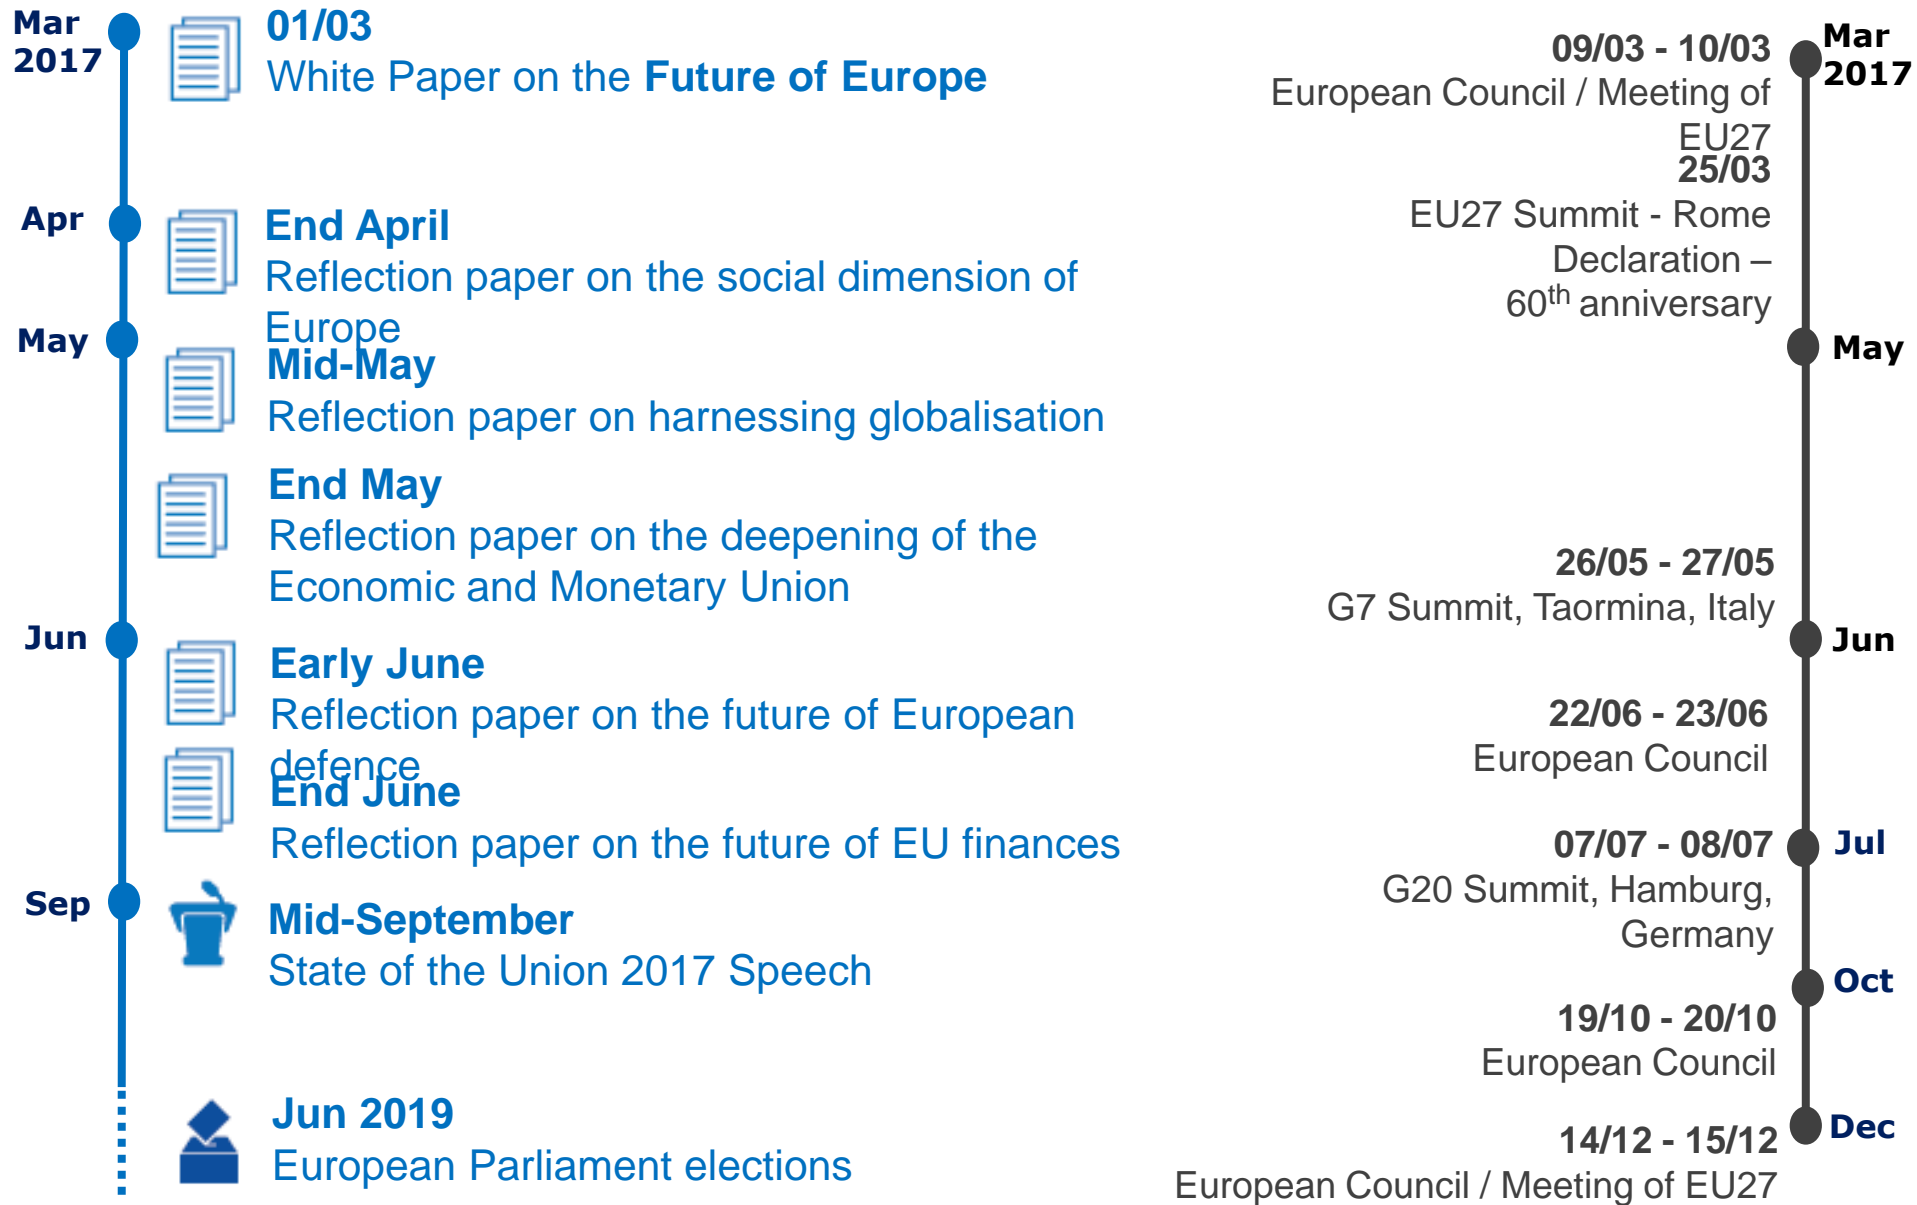 Mar
2017
01/03
White Paper on the Future of Europe
Apr
End April
Reflection paper on the social dimension of
Europe
May
Mid-May
Reflection paper on harnessing globalisation
End May
Reflection paper on the deepening of the
Economic and Monetary Union
Jun
Early June
Reflection paper on the future of European
defence
End June
Reflection paper on the future of EU finances
Sep
Mid-September
State of the Union 2017 Speech
Jun 2019
European Parliament elections
Mar
2017
09/03 - 10/03
European Council / Meeting of
EU27
25/03
EU27 Summit - Rome
Declaration –
60th anniversary
May
26/05 - 27/05
G7 Summit, Taormina, Italy
Jun
22/06 - 23/06
European Council
Jul
07/07 - 08/07
G20 Summit, Hamburg,
Germany
Oct
19/10 - 20/10
European Council
Dec
14/12 - 15/12
European Council / Meeting of EU27